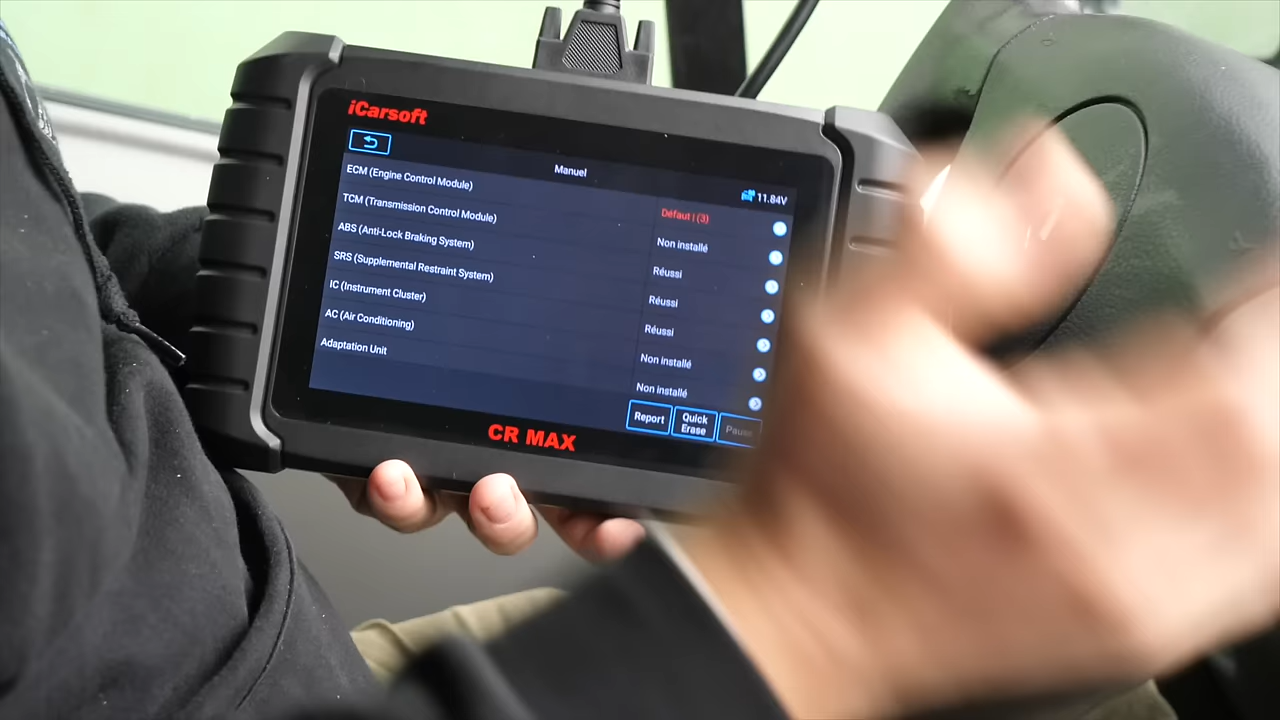 iCarsoft
Manuel
11.84V
ECM (Engine Control Module)
Défaut | (3)
TCM (Transmission Control Module)
Non installé
ABS (Anti-Lock Braking System)
Réussi
SRS (Supplemental Restraint System)
Réussi
IC (Instrument Cluster)
Réussi
AC (Air Conditioning)
Non installé
Adaptation Unit
Non installé
Report
Quick
Erase
CR MAX